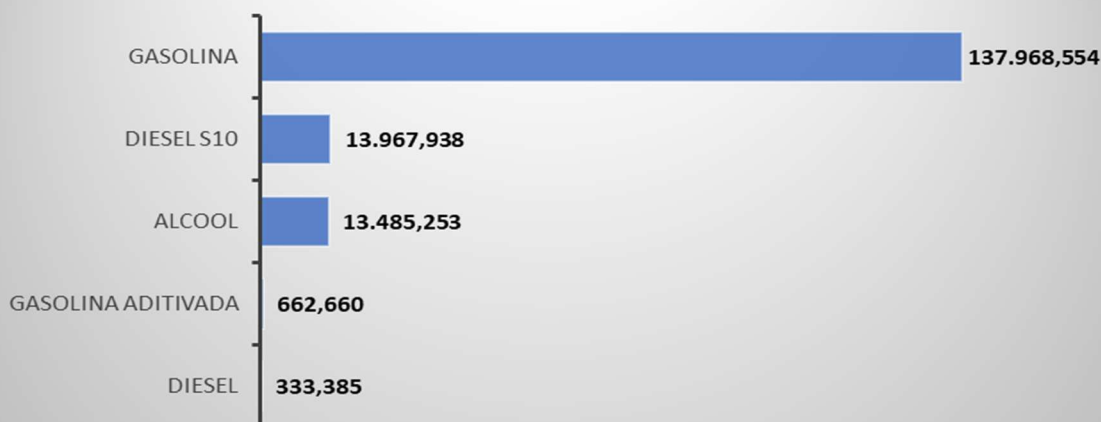 GASOLINA 137.968,554
DIESEL S10 13.967,938
ALCOOL 13.485,253
GASOLINA ADITIVADA 662,660
DIESEL 333,385